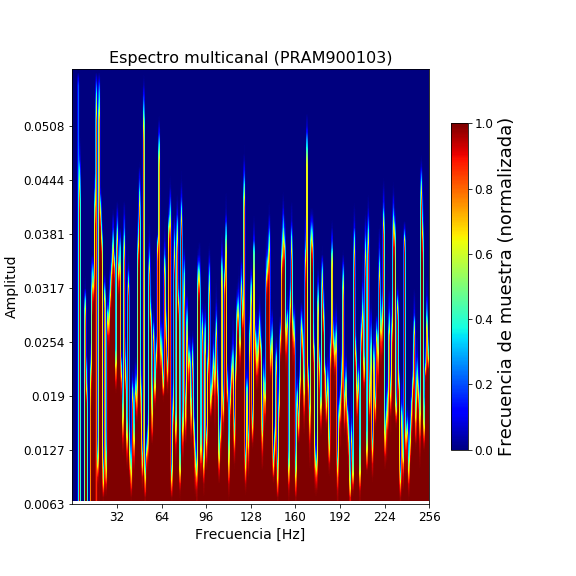 Espectro multicanal (PRAM900103)
0.0508
0.0444
0.0381
0.0317
0.0254
0.019
0.0127
0.0063
Amplitud
32 64 96 128 160 192 224 256
Frecuencia [Hz]
1.0
0.8
0.6
0.4
0.2
0.0
Frecuencia de muestra (normalizada)